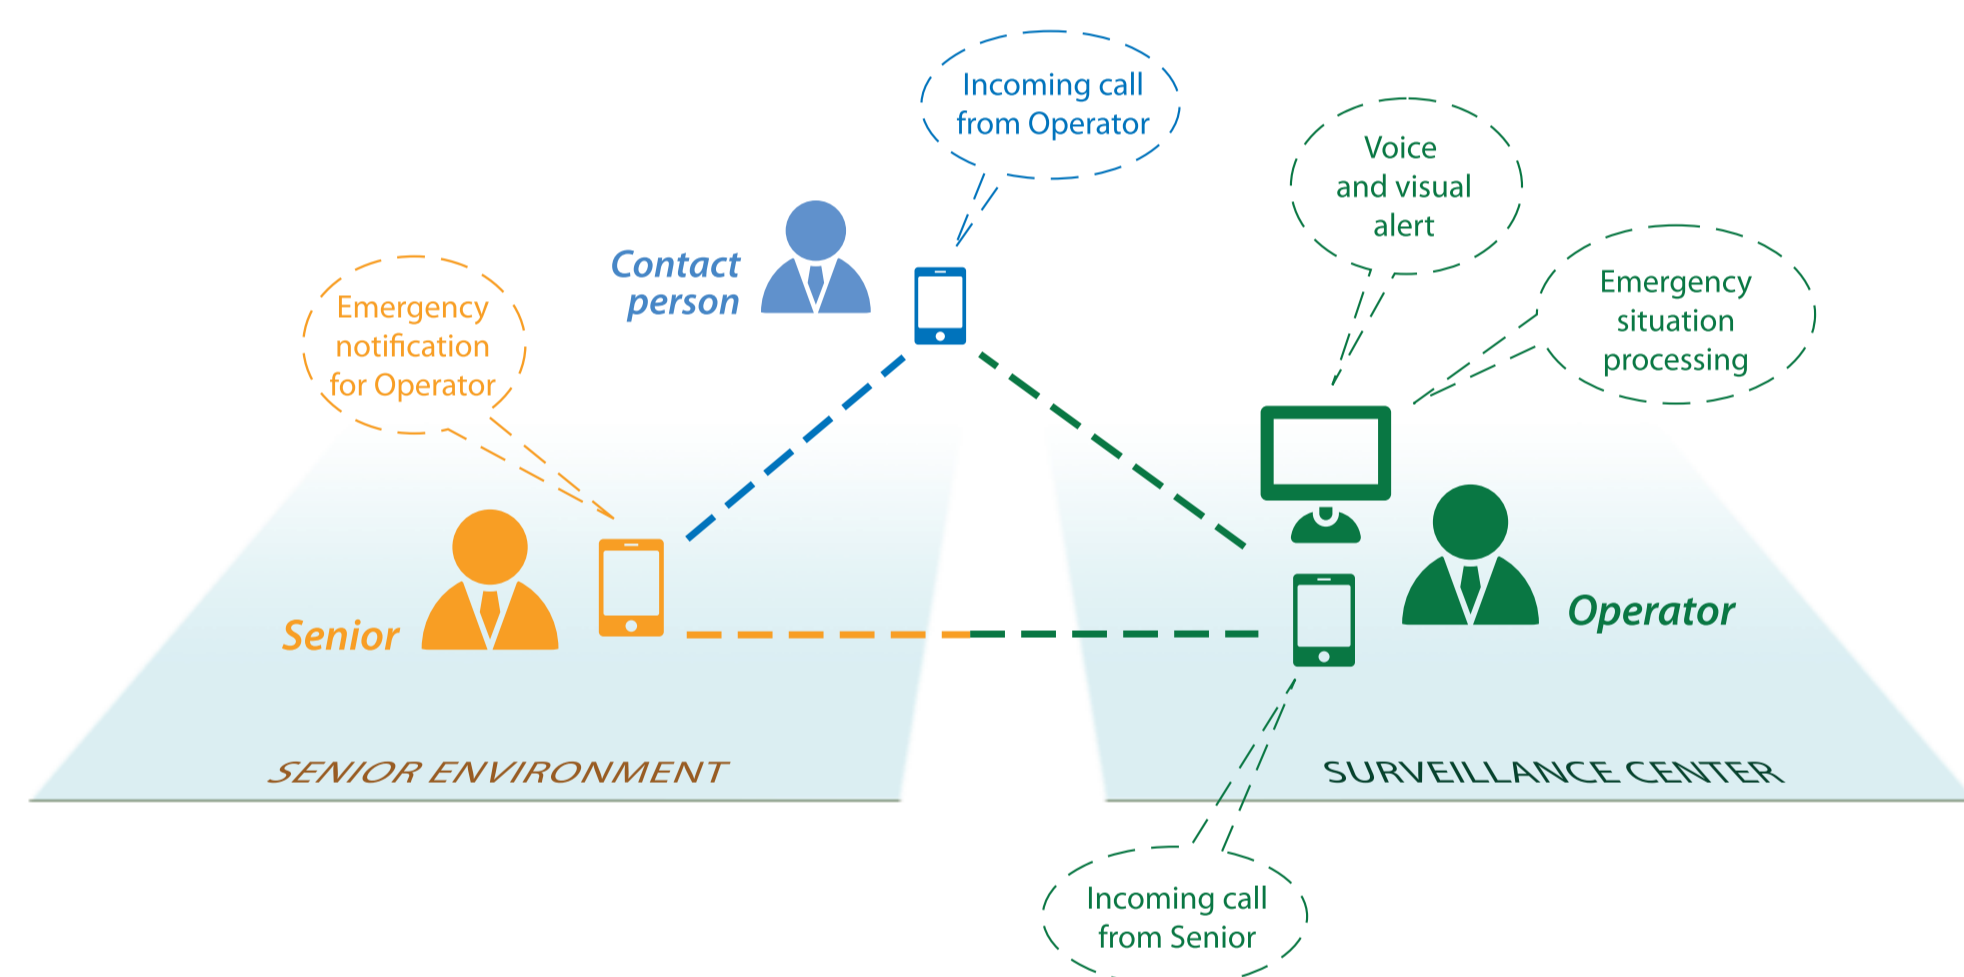 Incoming call
from Operator
Voice
and visual
alert
Contact
person
Emergency
notification
for Operator
Emergency
situation
processing
Senior
Operator
SENIOR ENVIRONMENT
SURVEILLANCE CENTER
Incoming call
from Senior